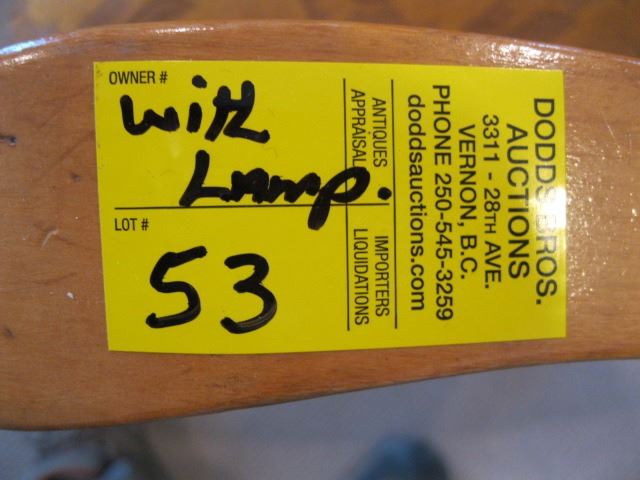 OWNER #
with
Lamp.
LOT #
53
ANTIQUES
APPRAISAL
IMPORTERS
LIQUIDATIONS
DODDS BROS.
AUCTIONS
3311 - 28TH AVE.
VERNON, B.C.
PHONE 250-545-3259
doddsauctions.com